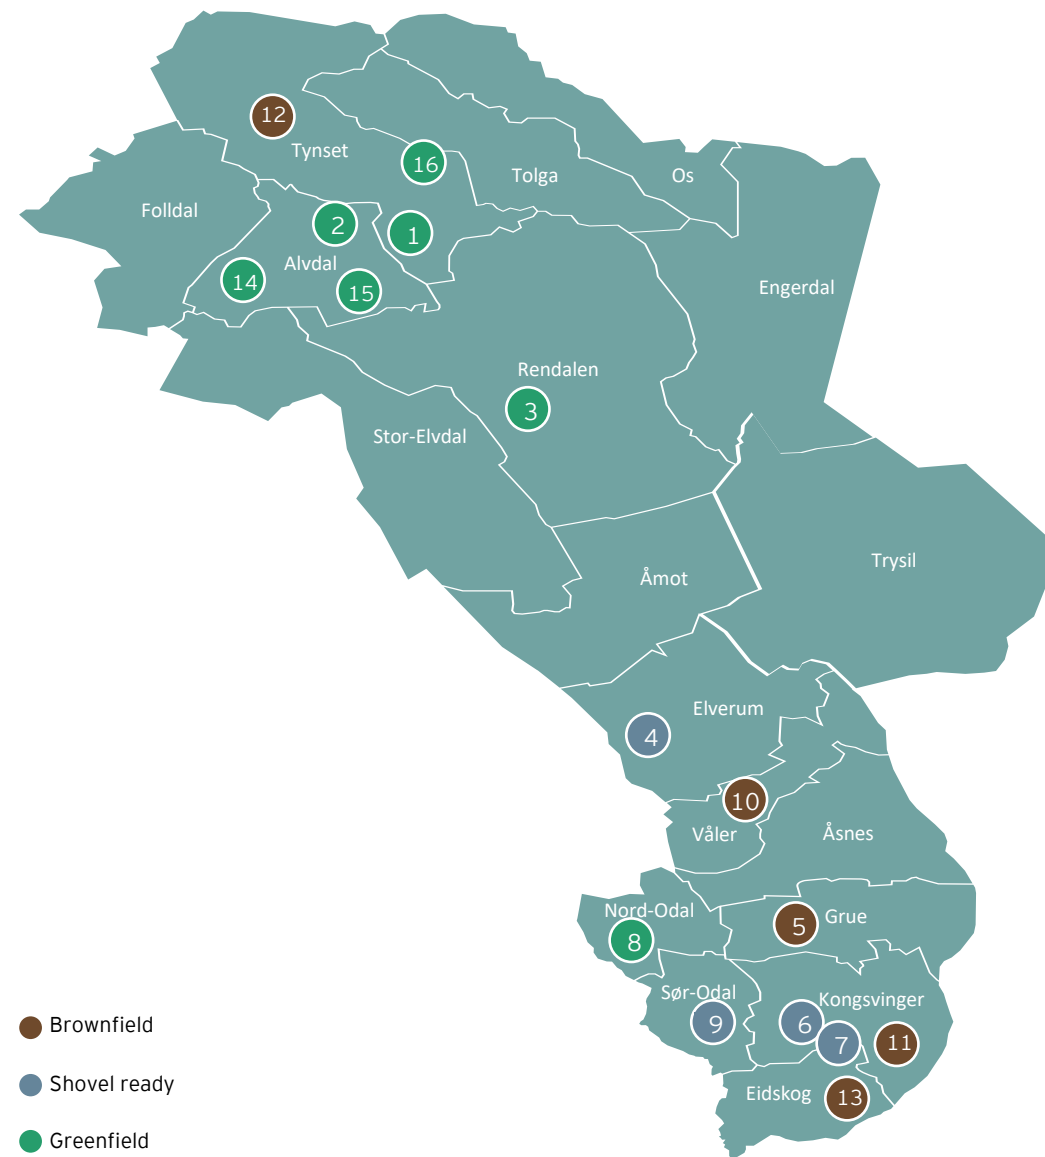 12
Tynset
16
Tolga
Os
Folldal
2
1
Alvdal
14
15
Engerdal
Rendalen
3
Stor-Elvdal
Trysil
Åmot
Elverum
4
10
Våler
Åsnes
Nord-Odal
Grue
5
8
Sør-Odal
Kongsvinger
9
6
7
11
Eidskog
13
Brownfield
Shovel ready
Greenfield